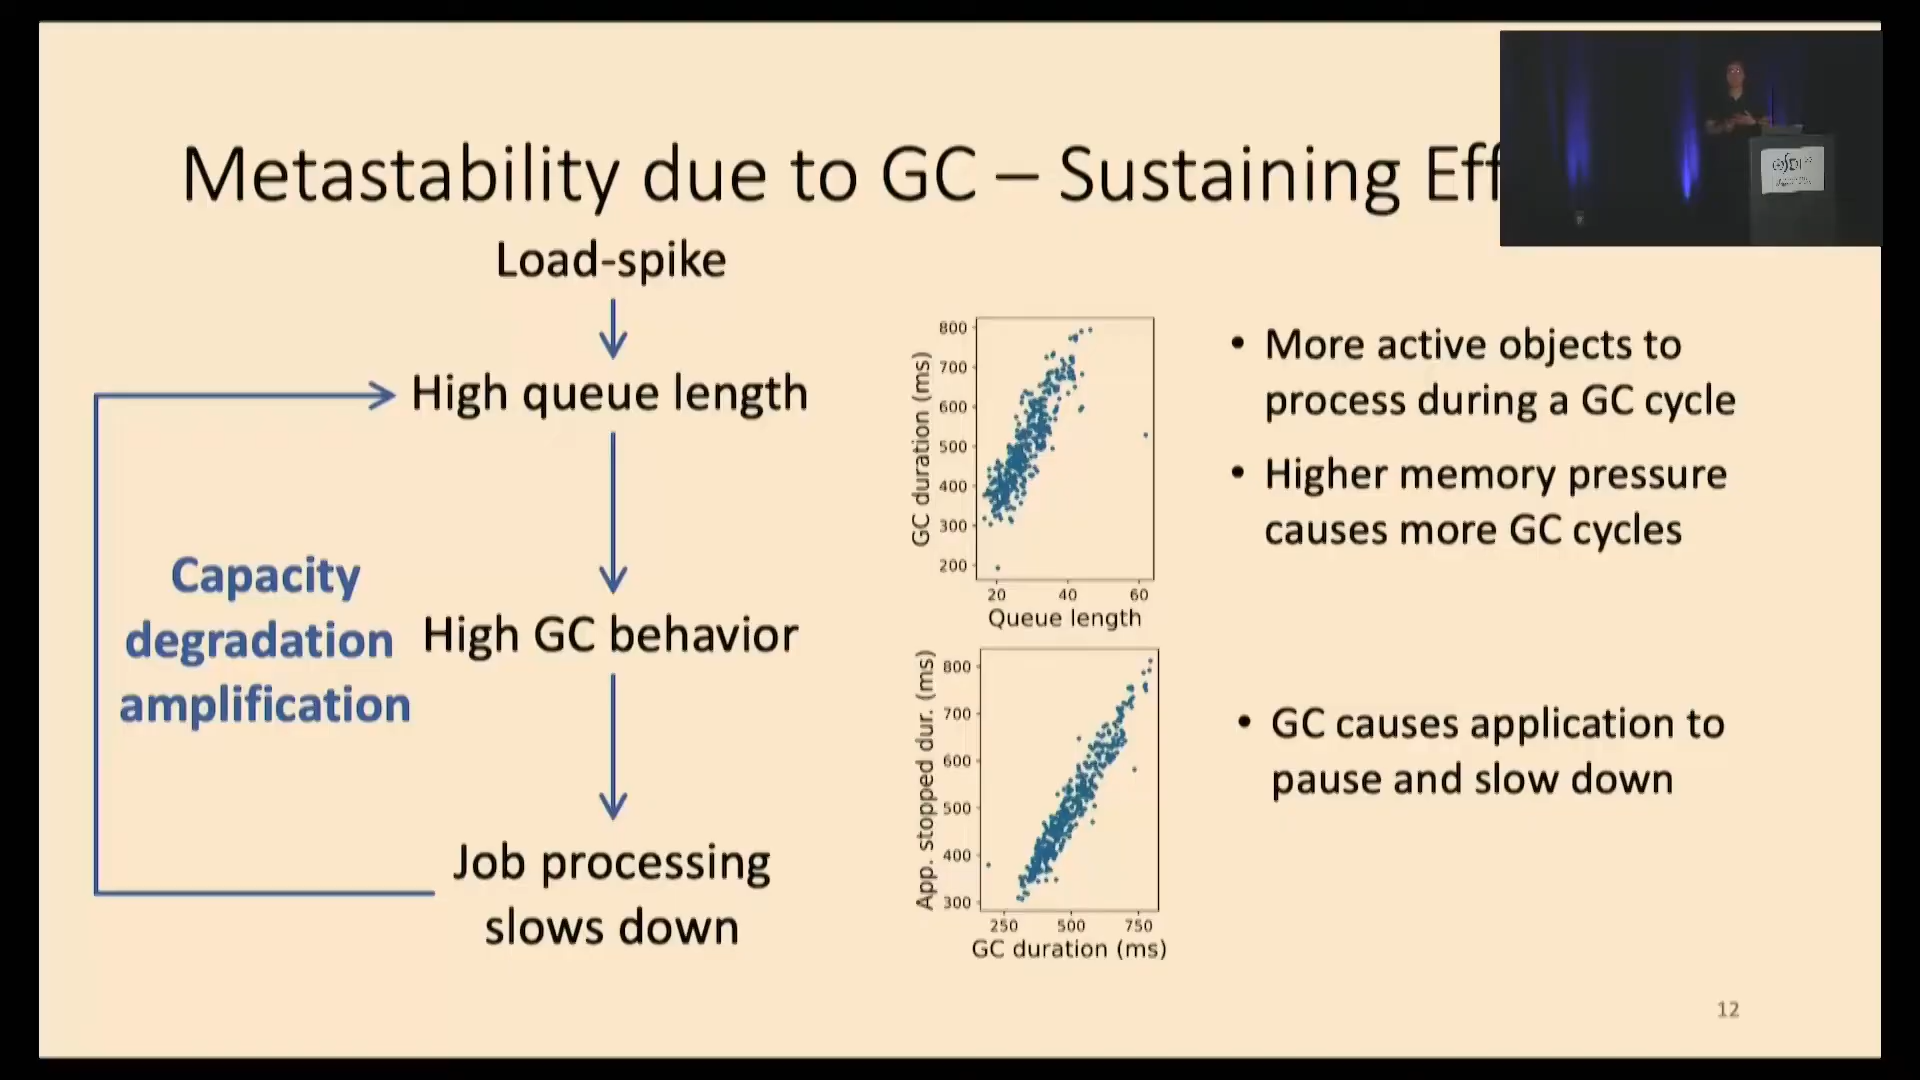 Metastability due to GC – Sustaining Eff
Load-spike
High queue length
Capacity
degradation
amplification
High GC behavior
Job processing
slows down
GC duration (ms)
800
700
600
500
400
300
200
20 40 60
Queue length
App. stopped dur. (ms)
800
700
600
500
400
300
250 500 750
GC duration (ms)
• More active objects to
process during a GC cycle
• Higher memory pressure
causes more GC cycles
• GC causes application to
pause and slow down
12